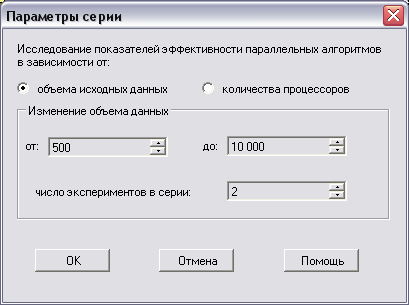 Параметры серии
Исследование показателей эффективности параллельных алгоритмов
в зависимости от:
объема исходных данных
количества процессоров
Изменение объема данных
от: 500
до: 10 000
число экспериментов в серии: 2
OK
Отмена
Помощь